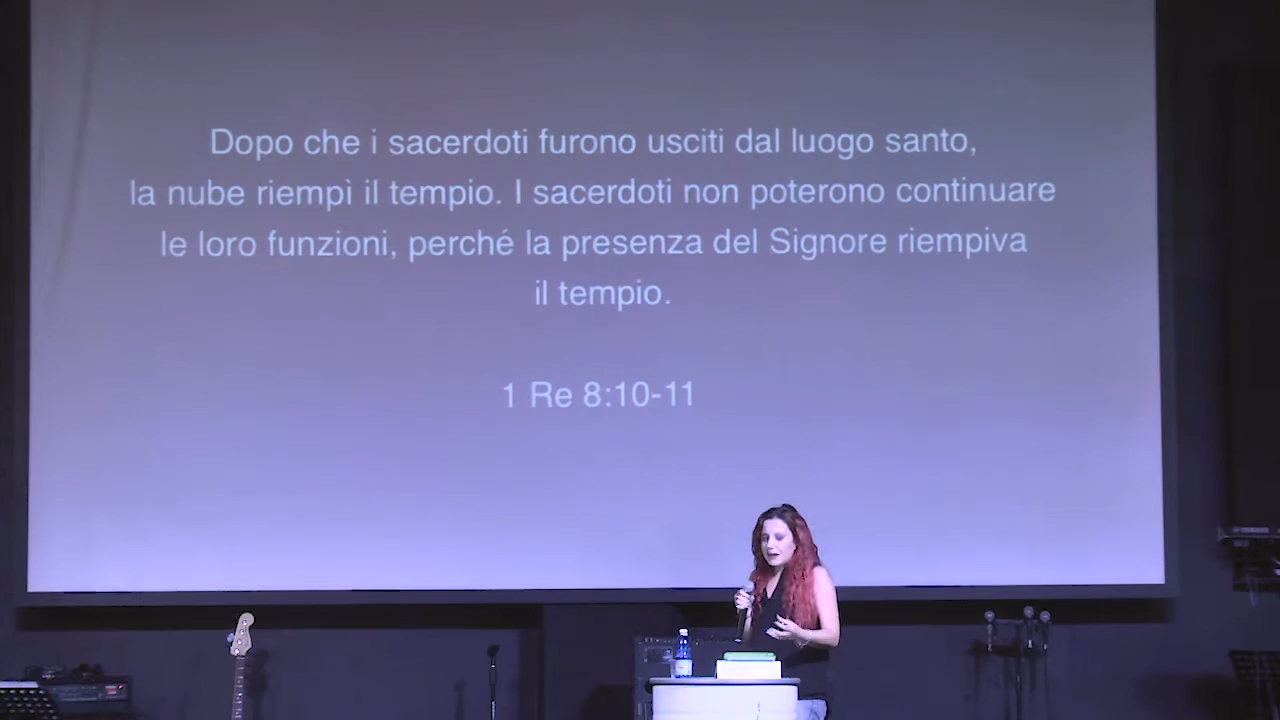 Dopo che i sacerdoti furono usciti dal luogo santo,
la nube riempì il tempio. I sacerdoti non poterono continuare
le loro funzioni, perché la presenza del Signore riempiva
il tempio.
1 Re 8:10-11